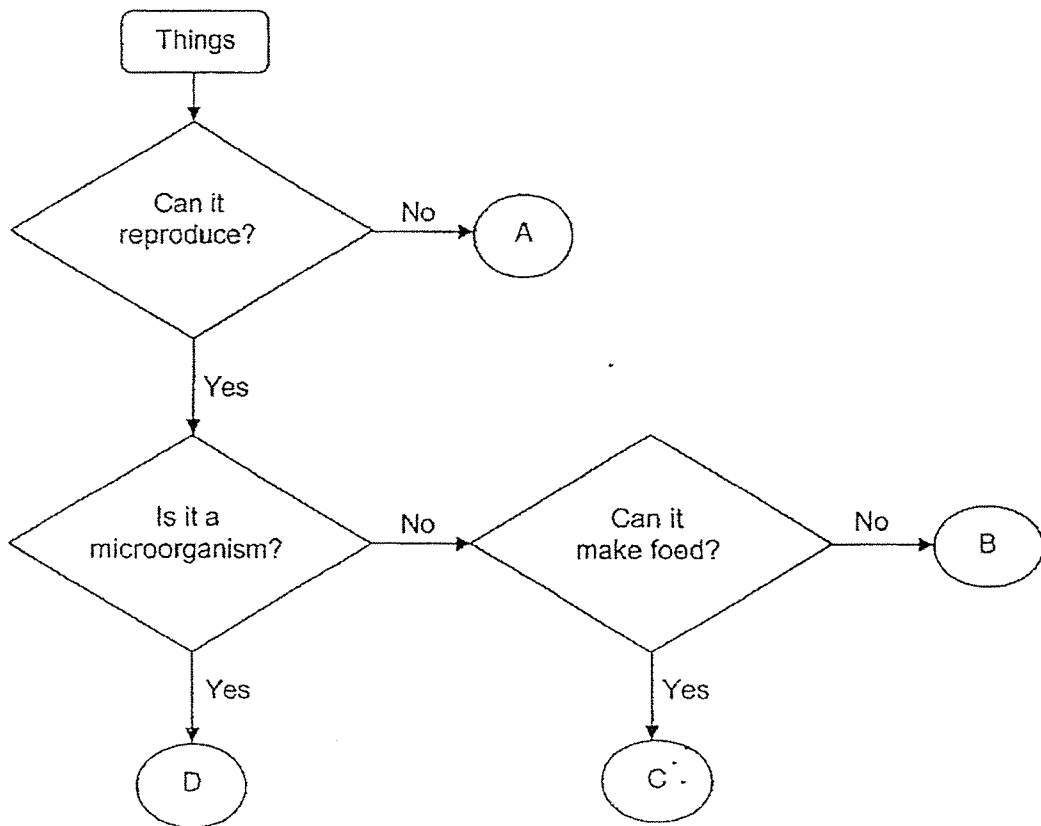 Things
Can it
reproduce?
No
A
Yes
Is it a
microorganism?
No
Can it
make food?
No
B
Yes
D
Yes
C